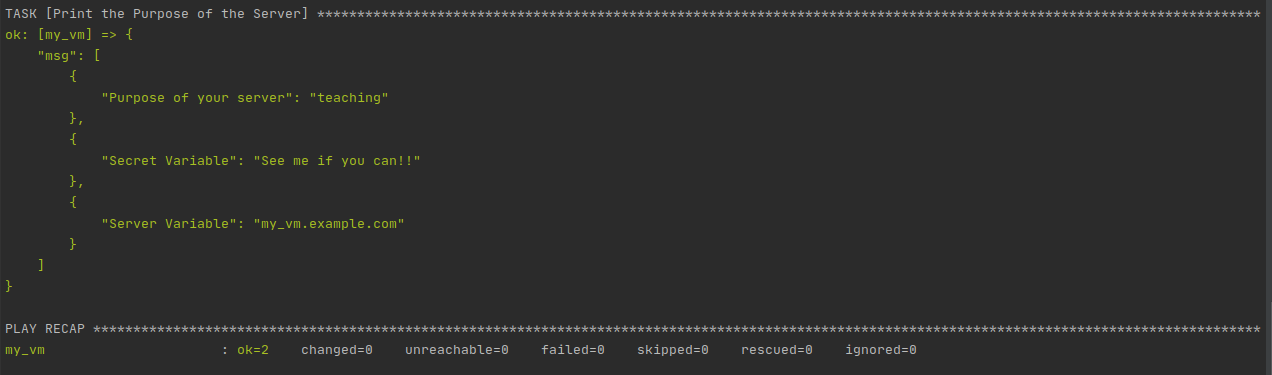 TASK [Print the Purpose of the Server] **********************************************************************************************************************
ok: [my_vm] => {
    "msg": [
        {
            "Purpose of your server": "teaching"
        },
        {
            "Secret Variable": "See me if you can!!"
        },
        {
            "Server Variable": "my_vm.example.com"
        }
    ]
}
PLAY RECAP **************************************************************************************************************************************************
my_vm                      : ok=2    changed=0    unreachable=0    failed=0    skipped=0    rescued=0    ignored=0